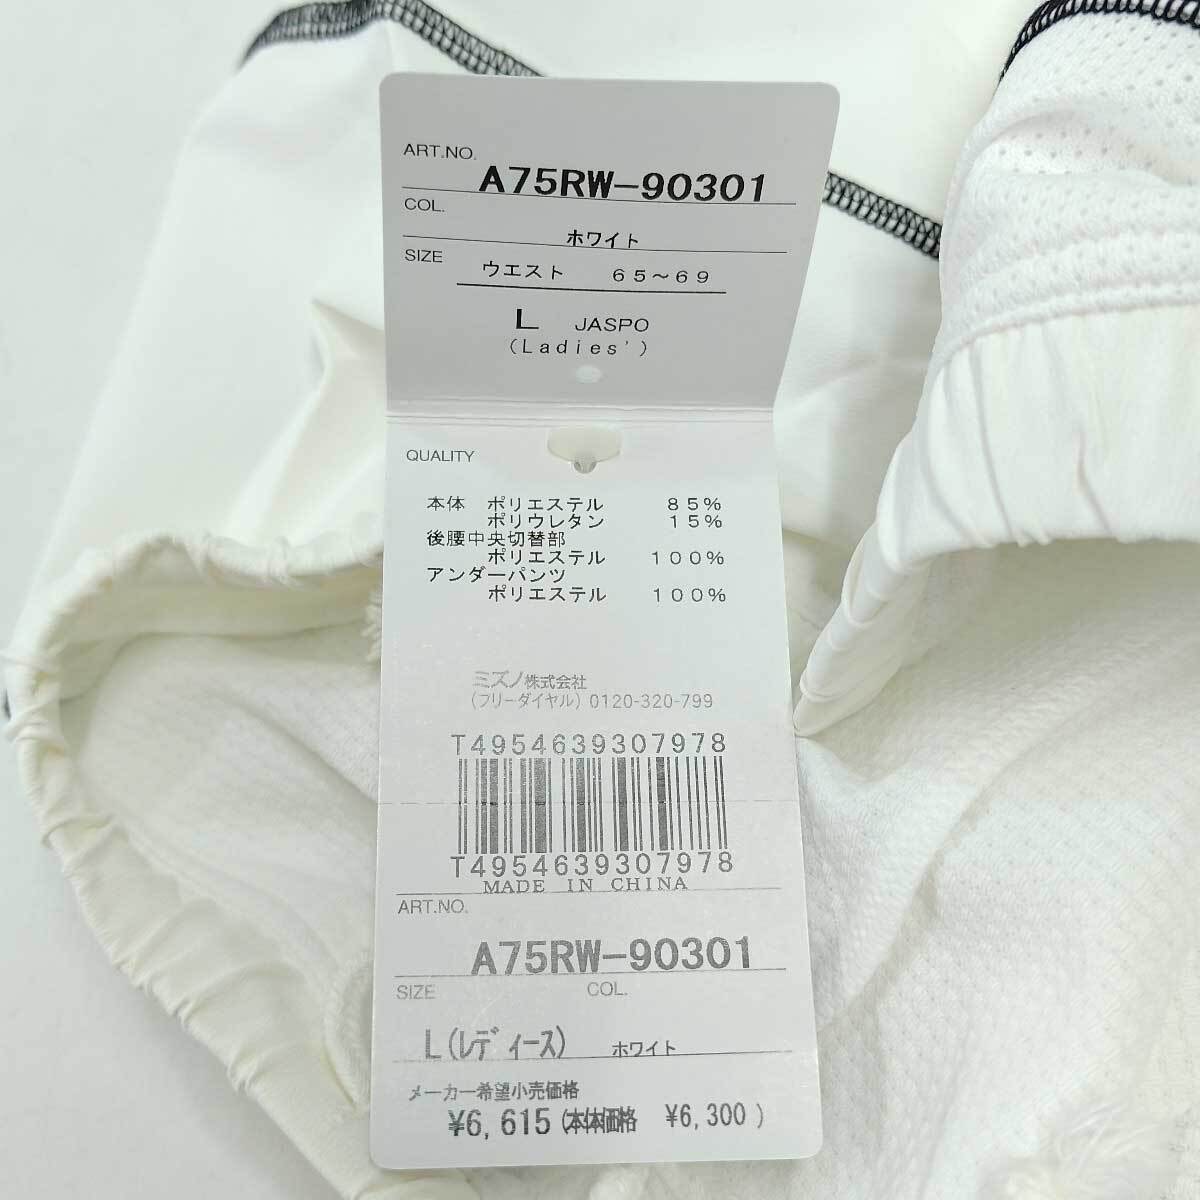 ART.NO.
A75RW-90301
COL.
ホワイト
SIZE
ウエスト 65～69
L JASPO
(Ladies')
QUALITY
本体 ポリエステル 85%
ポリウレタン 15%
後腰中央切替部
ポリエステル 100%
アンダーパンツ
ポリエステル 100%
ミズノ株式会社
(フリーダイヤル) 0120-320-799
T4954639307978
T4954639307978
MADE IN CHINA
ART.NO.
A75RW-90301
SIZE COL.
L(レディース) ホワイト
メーカー希望小売価格
¥6,615(本体価格 ¥6,300)